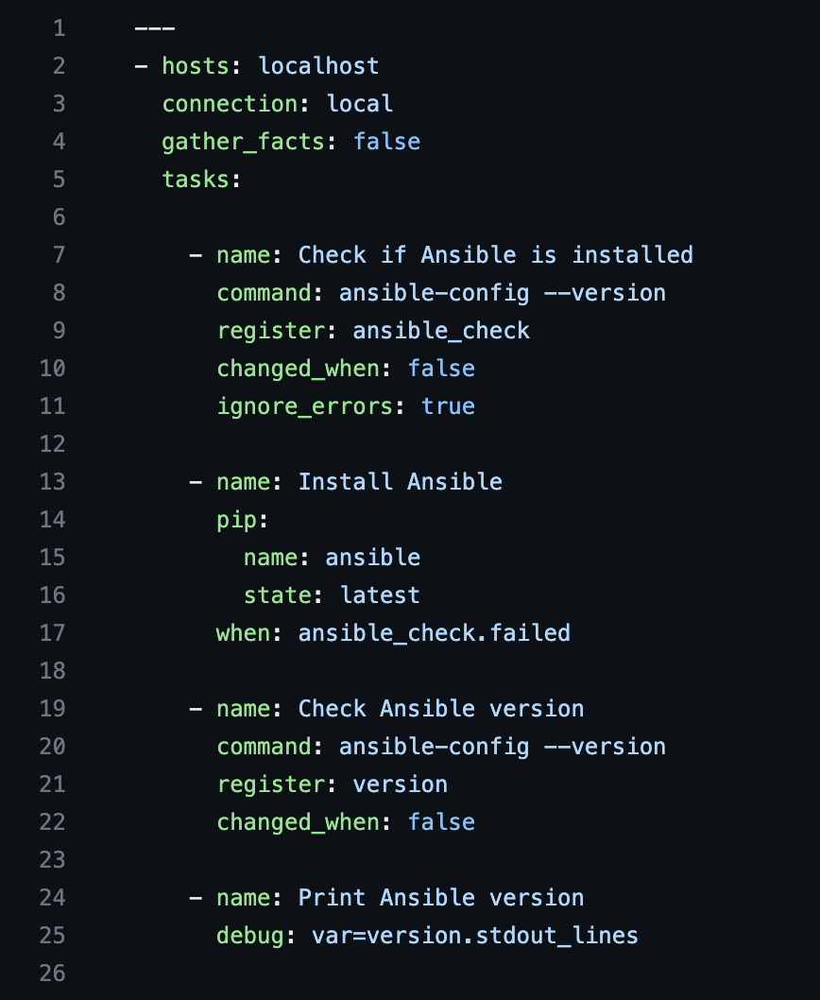 1 ---
2 - hosts: localhost
3   connection: local
4   gather_facts: false
5   tasks:
6
7     - name: Check if Ansible is installed
8       command: ansible-config --version
9       register: ansible_check
10       changed_when: false
11       ignore_errors: true
12
13     - name: Install Ansible
14       pip:
15         name: ansible
16         state: latest
17       when: ansible_check.failed
18
19     - name: Check Ansible version
20       command: ansible-config --version
21       register: version
22       changed_when: false
23
24     - name: Print Ansible version
25       debug: var=version.stdout_lines
26